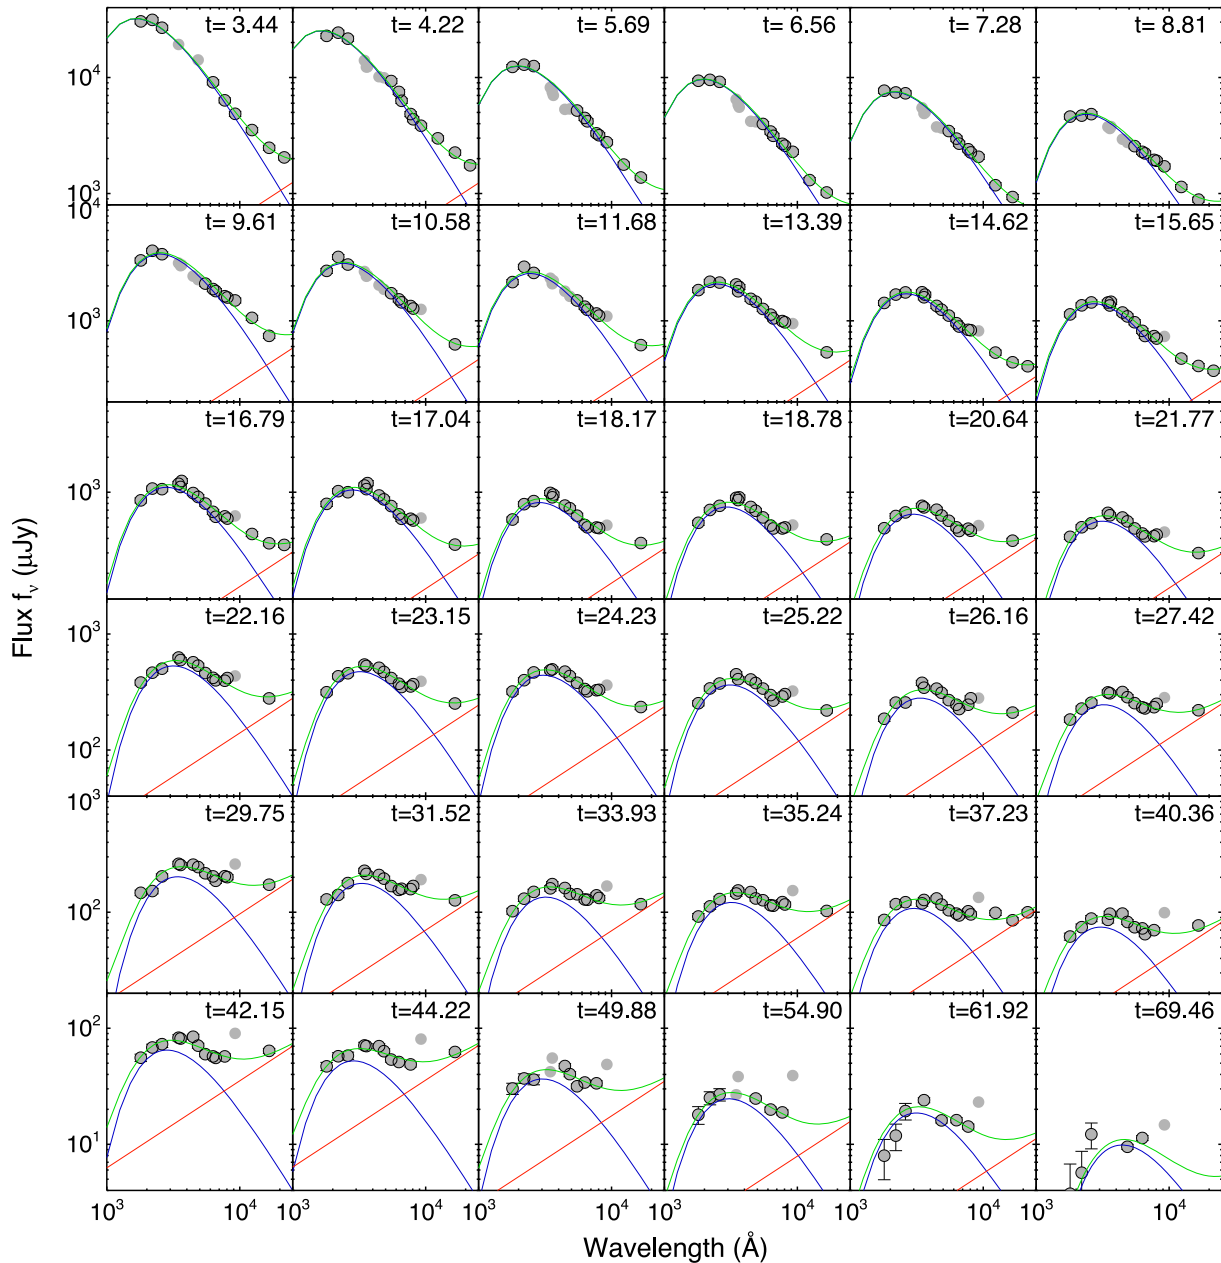 t= 3.44 t= 4.22 t= 5.69 t= 6.56 t= 7.28 t= 8.81
10⁴
10³
10⁴
t= 9.61 t=10.58 t=11.68 t=13.39 t=14.62 t=15.65
10³
t=16.79 t=17.04 t=18.17 t=18.78 t=20.64 t=21.77
10³
t=22.16 t=23.15 t=24.23 t=25.22 t=26.16 t=27.42
10³
10²
10³
t=29.75 t=31.52 t=33.93 t=35.24 t=37.23 t=40.36
10²
t=42.15 t=44.22 t=49.88 t=54.90 t=61.92 t=69.46
10²
10¹
10³ 10⁴ 10³ 10⁴ 10³ 10⁴ 10³ 10⁴ 10³ 10⁴ 10³ 10⁴
Flux fᵥ (μJy)
Wavelength (Å)